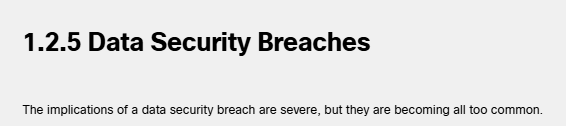 1.2.5 Data Security Breaches
The implications of a data security breach are severe, but they are becoming all too common.